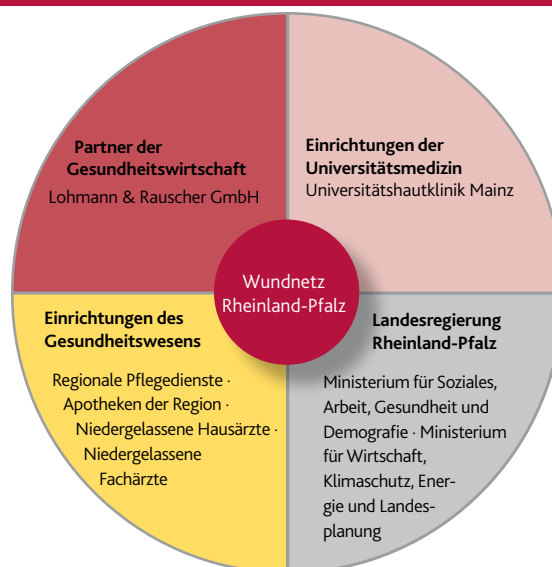 Partner der
Gesundheitswirtschaft
Lohmann & Rauscher GmbH
Einrichtungen der
Universitätsmedizin
Universitätshautklinik Mainz
Wundnetz
Rheinland-Pfalz
Einrichtungen des
Gesundheitswesens
Regionale Pflegedienste ·
Apotheken der Region ·
Niedergelassene Hausärzte ·
Niedergelassene
Fachärzte
Landesregierung
Rheinland-Pfalz
Ministerium für Soziales,
Arbeit, Gesundheit und
Demografie · Ministerium
für Wirtschaft,
Klimaschutz, Ener-
gie und Landes-
planung